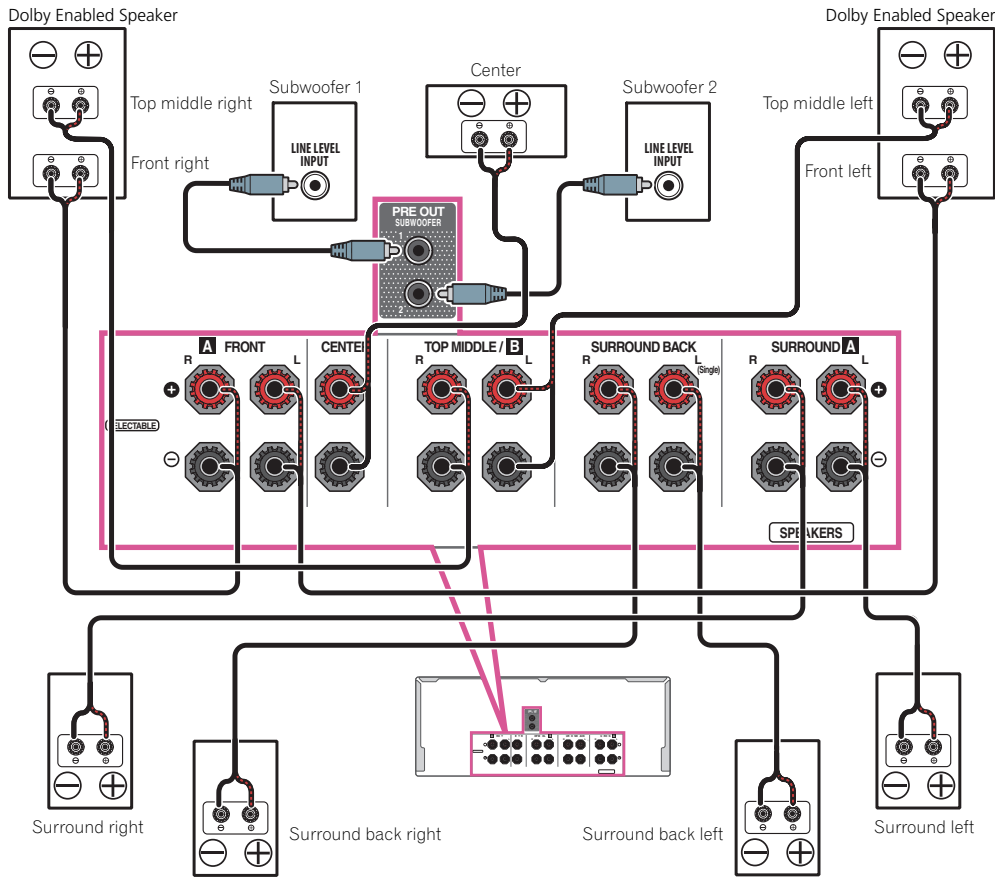 Dolby Enabled Speaker
Dolby Enabled Speaker
Subwoofer 1
Center
Subwoofer 2
Top middle right
Top middle left
LINE LEVEL
INPUT
LINE LEVEL
INPUT
Front right
Front left
PRE OUT
SUBWOOFER
1
2
A FRONT
CENTER
TOP MIDDLE / B
SURROUND BACK
SURROUND A
R
L
R
L
R
L
(Single)
R
L
SELECTABLE
SPEAKERS
Surround right
Surround back right
Surround back left
Surround left